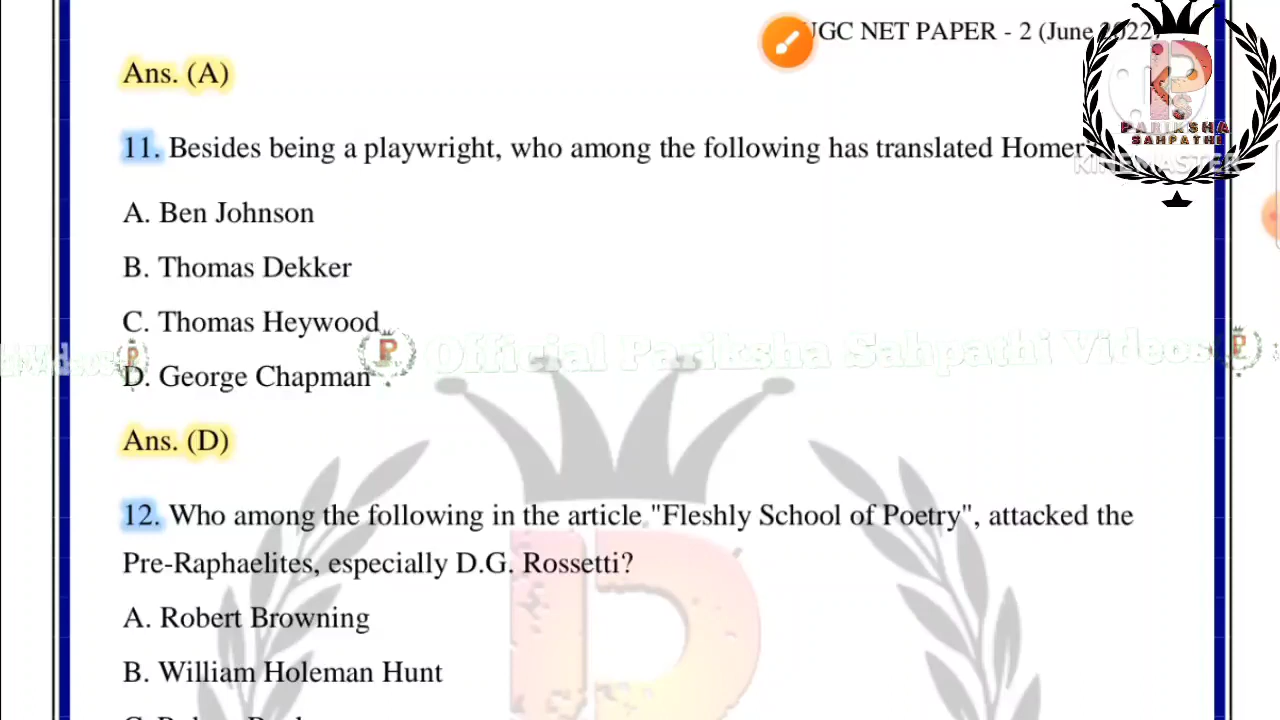 UGC NET PAPER - 2 (June 2022)
Ans. (A)
PARIKSHA
SAHPATHI
KINEMASTER
11. Besides being a playwright, who among the following has translated Homer
A. Ben Johnson
B. Thomas Dekker
C. Thomas Heywood
Official Pariksha Sahpathi Videos
D. George Chapman
Ans. (D)
12. Who among the following in the article "Fleshly School of Poetry", attacked the
Pre-Raphaelites, especially D.G. Rossetti?
A. Robert Browning
B. William Holeman Hunt